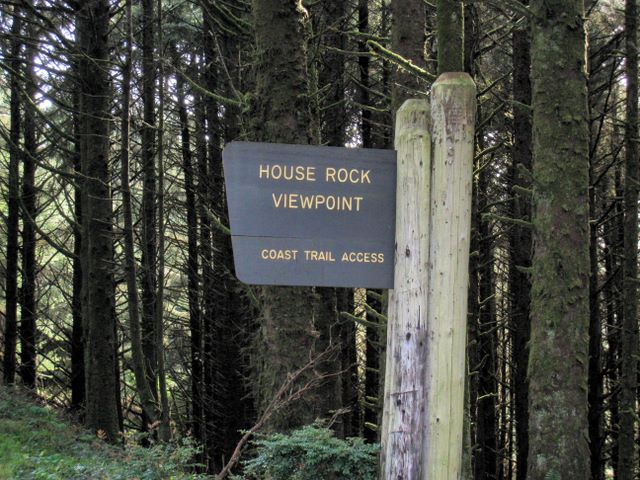 HOUSE ROCK
VIEWPOINT
COAST TRAIL ACCESS